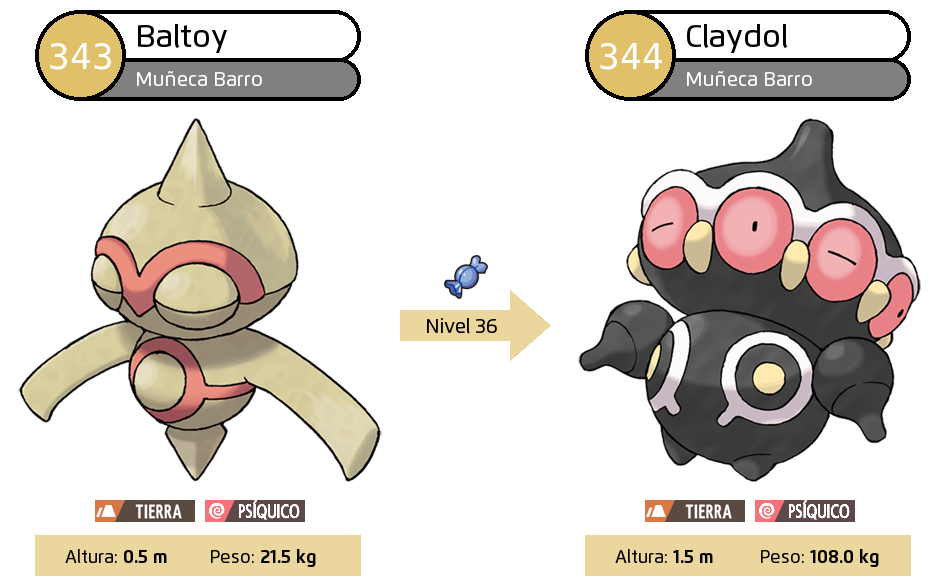 343
Baltoy
Muñeca Barro
344
Claydol
Muñeca Barro
Nivel 36
TIERRA PSÍQUICO
TIERRA PSÍQUICO
Altura: 0.5 m Peso: 21.5 kg
Altura: 1.5 m Peso: 108.0 kg